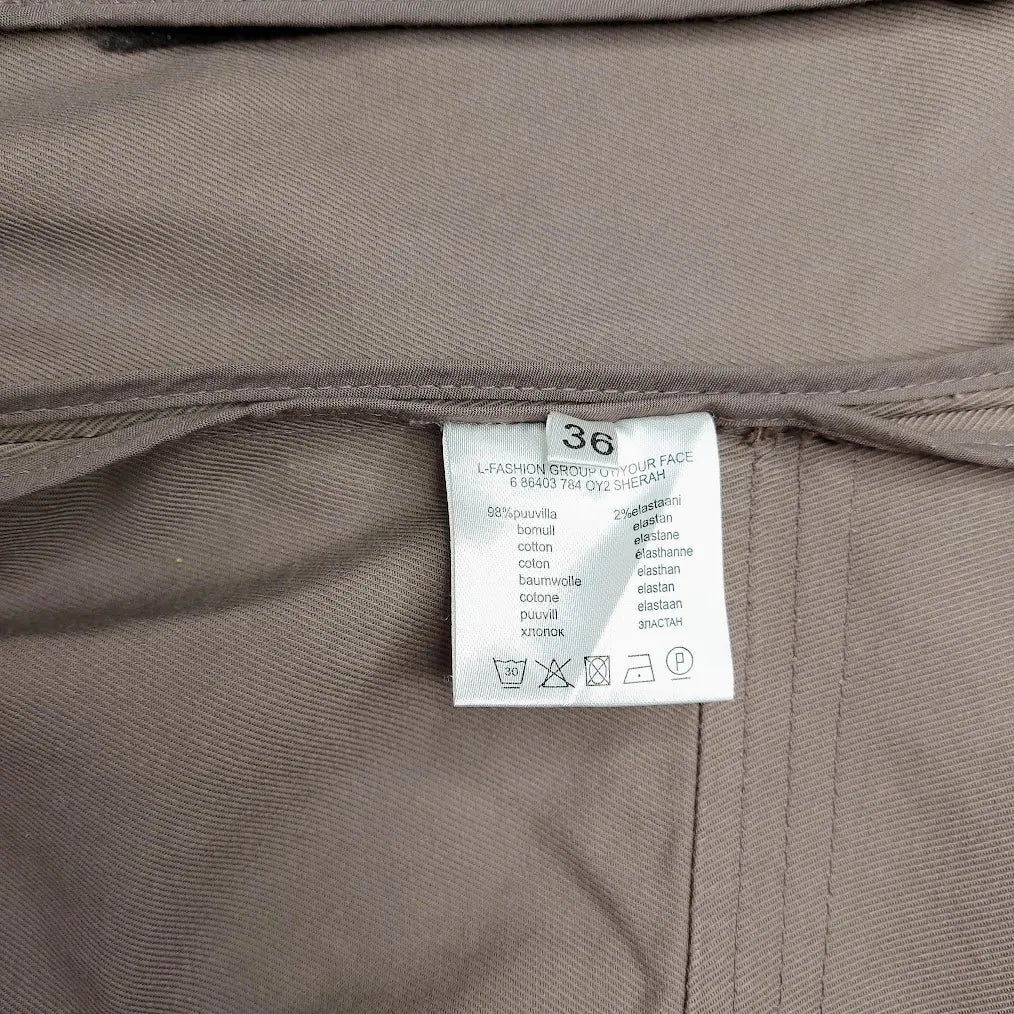 36
L-FASHION GROUP OY/YOUR FACE
6 86403 784 OY2 SHERAH
98%puuvilla 2%elastaani
bomull elastan
cotton elastane
coton élasthanne
baumwolle elasthan
cotone elastan
puuvill elastaan
хлопок эластан
30
P